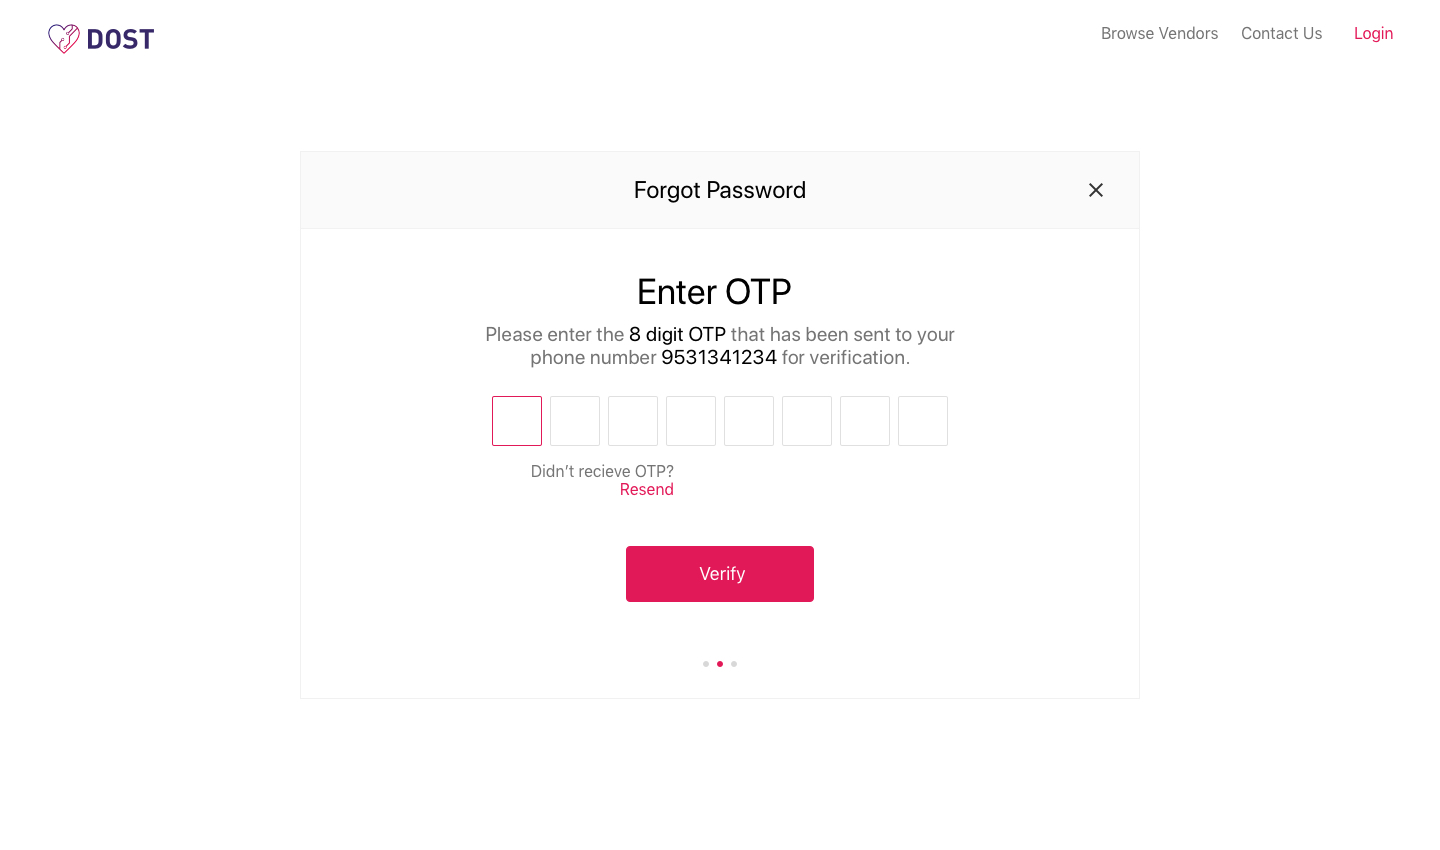 DOST
Browse Vendors
Contact Us
Login
Forgot Password
Enter OTP
Please enter the 8 digit OTP that has been sent to your
phone number 9531341234 for verification.
Didn’t recieve OTP?
Resend
Verify